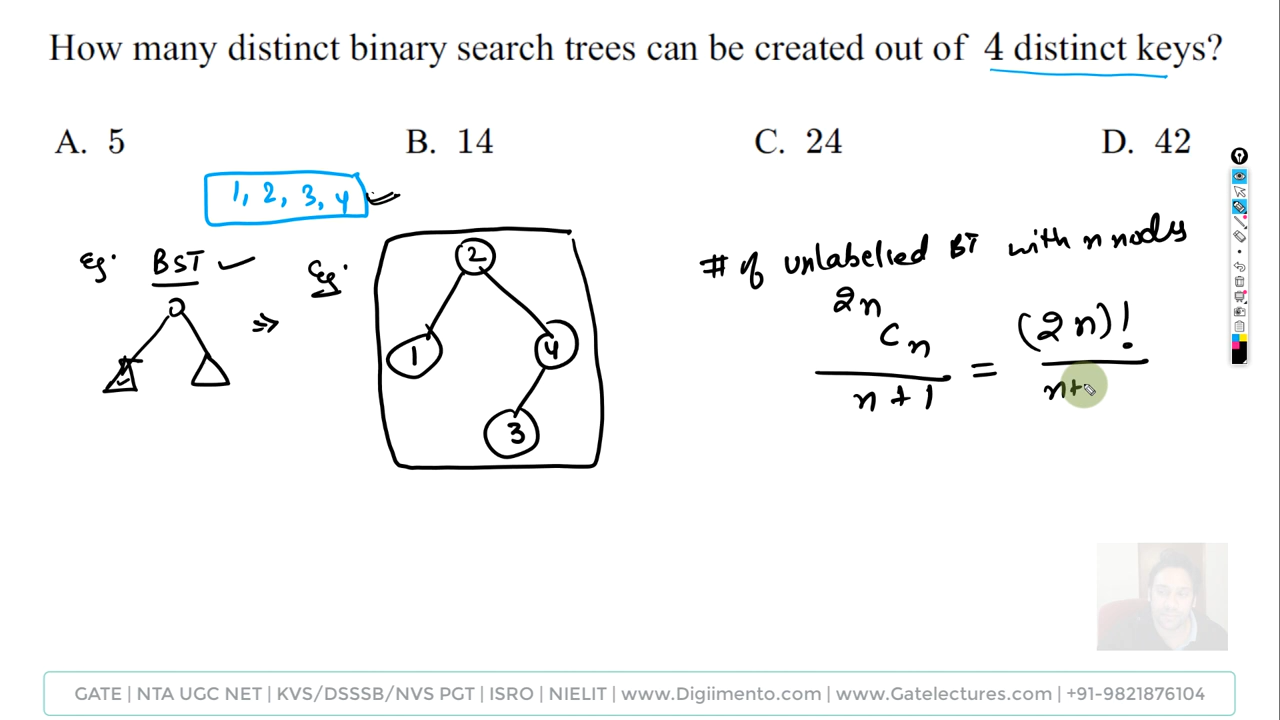 How many distinct binary search trees can be created out of 4 distinct keys?
A. 5 B. 14 C. 24 D. 42
1, 2, 3, 4
Eg. BST
Eg.
2
1
4
3
# of unlabelled BT with n nodes
2n
C n
n + 1
=
(2n)!
n+
GATE | NTA UGC NET | KVS/DSSSB/NVS PGT | ISRO | NIELIT | www.Digiimento.com | www.Gatelectures.com | +91-9821876104